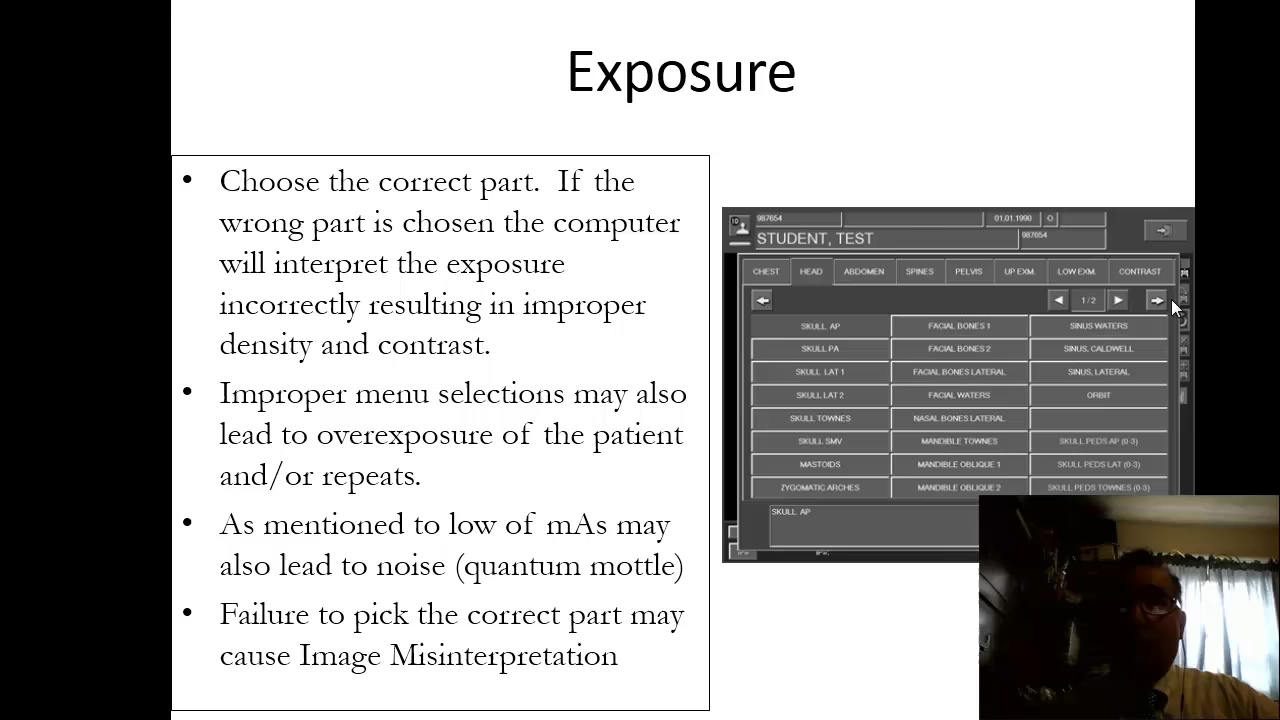 Exposure
• Choose the correct part. If the
wrong part is chosen the computer
will interpret the exposure
incorrectly resulting in improper
density and contrast.
• Improper menu selections may also
lead to overexposure of the patient
and/or repeats.
• As mentioned to low of mAs may
also lead to noise (quantum mottle)
• Failure to pick the correct part may
cause Image Misinterpretation
987654 01.01.1990 O
STUDENT, TEST 987654
CHEST HEAD ABDOMEN SPINES PELVIS UP EXM. LOW EXM. CONTRAST
1/2
SKULL AP FACIAL BONES 1 SINUS WATERS
SKULL PA FACIAL BONES 2 SINUS, CALDWELL
SKULL LAT 1 FACIAL BONES LATERAL SINUS, LATERAL
SKULL LAT 2 FACIAL WATERS ORBIT
SKULL TOWNES NASAL BONES LATERAL
SKULL SMV MANDIBLE TOWNES SKULL PEDS AP (0-3)
MASTOIDS MANDIBLE OBLIQUE 1 SKULL PEDS LAT (0-3)
ZYGOMATIC ARCHES MANDIBLE OBLIQUE 2 SKULL PEDS TOWNES (0-3)
SKULL AP